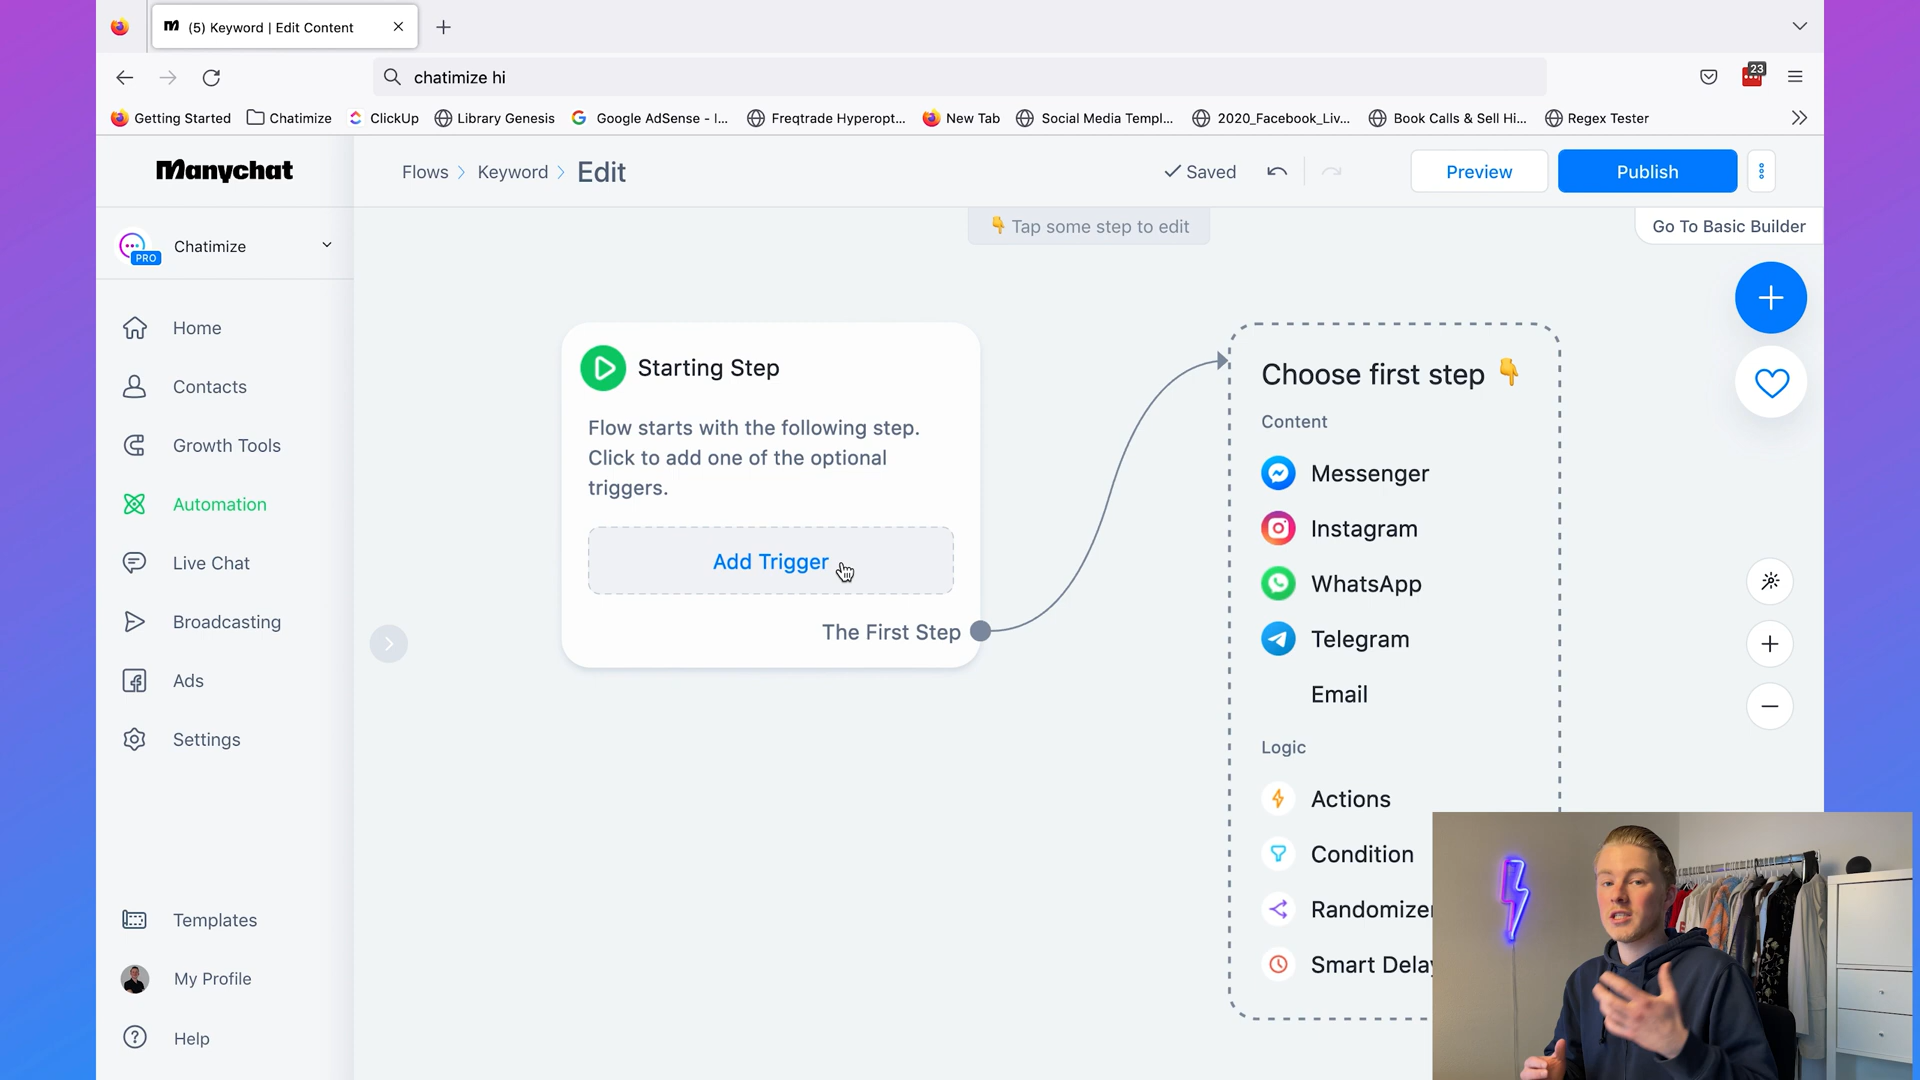 (5) Keyword | Edit Content
chatimize hi
23
Getting Started
Chatimize
ClickUp
Library Genesis
Google AdSense - l...
Freqtrade Hyperopt...
New Tab
Social Media Templ...
2020_Facebook_Liv...
Book Calls & Sell Hi...
Regex Tester
Manychat
Flows > Keyword > Edit
Saved
Preview
Publish
Tap some step to edit
Go To Basic Builder
PRO
Chatimize
Home
Contacts
Growth Tools
Automation
Live Chat
Broadcasting
Ads
Settings
Templates
My Profile
Help
Starting Step
Flow starts with the following step.
Click to add one of the optional
triggers.
Add Trigger
The First Step
Choose first step
Content
Messenger
Instagram
WhatsApp
Telegram
Email
Logic
Actions
Condition
Randomizer
Smart Delay